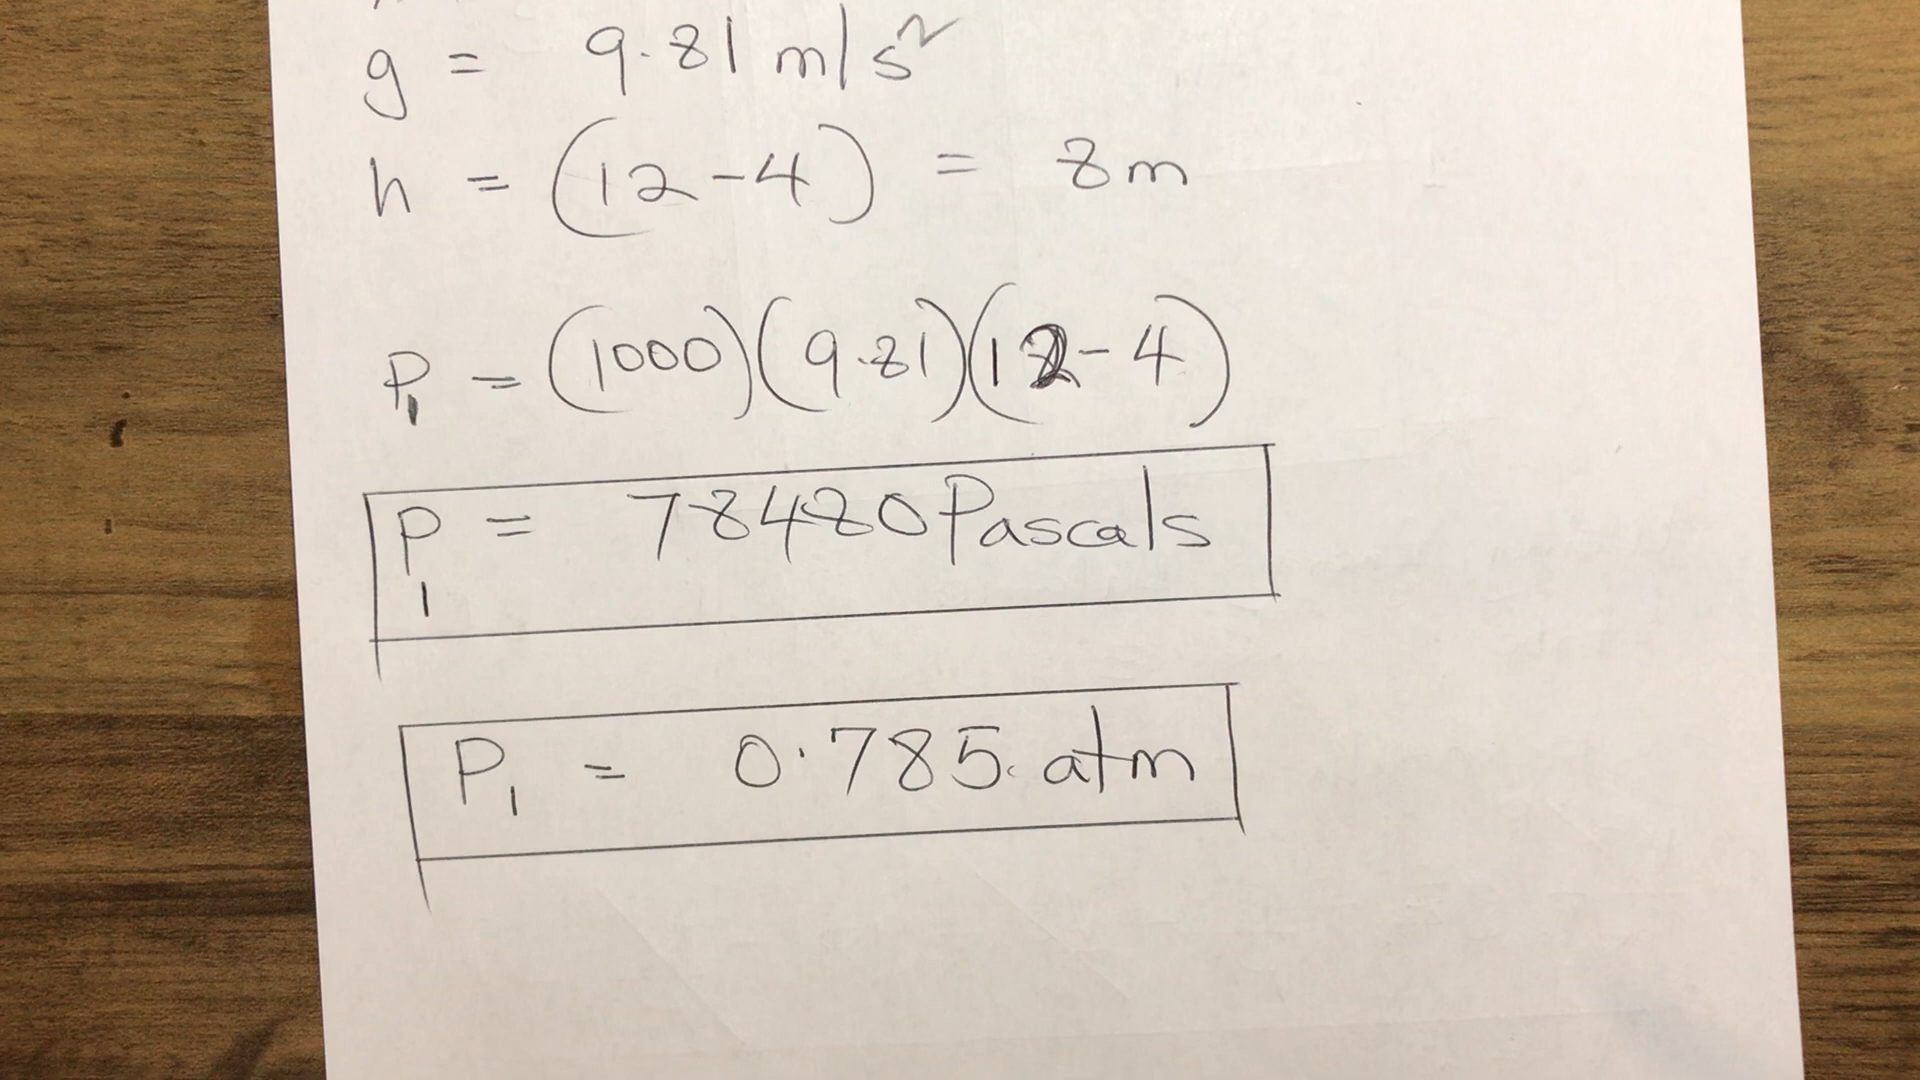 g = 9.81 m/s²
h = (12-4) = 8m
P₁ = (1000)(9.81)(12-4)
P₁ = 78480 Pascals
P₁ = 0.785 atm